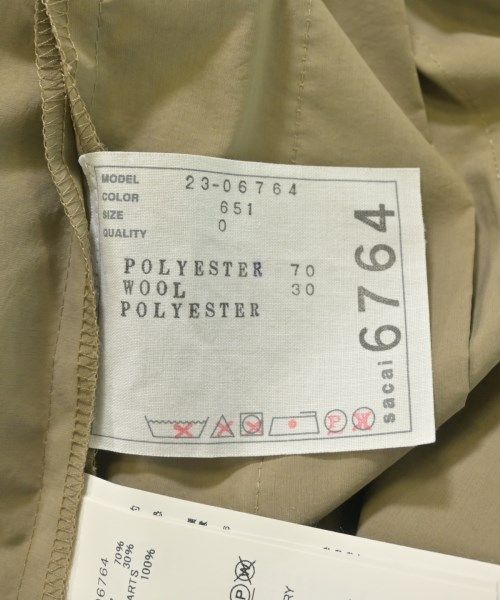 MODEL 23-06764
COLOR 651
SIZE 0
QUALITY
POLYESTER 70
WOOL 30
POLYESTER
sacai 6764
P
W
06764
70%
30%
ARTS 100%
P W
RY